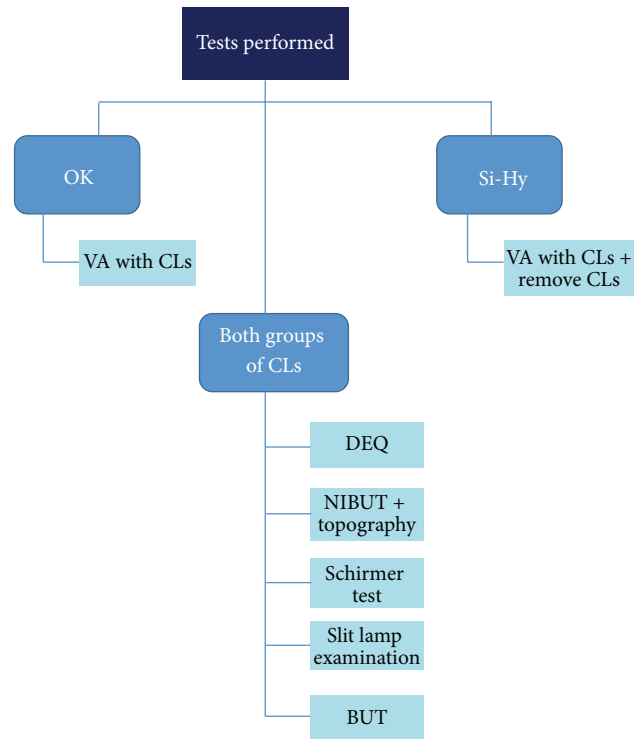 Tests performed
OK
Si-Hy
VA with CLs
VA with CLs +
remove CLs
Both groups
of CLs
DEQ
NIBUT +
topography
Schirmer
test
Slit lamp
examination
BUT